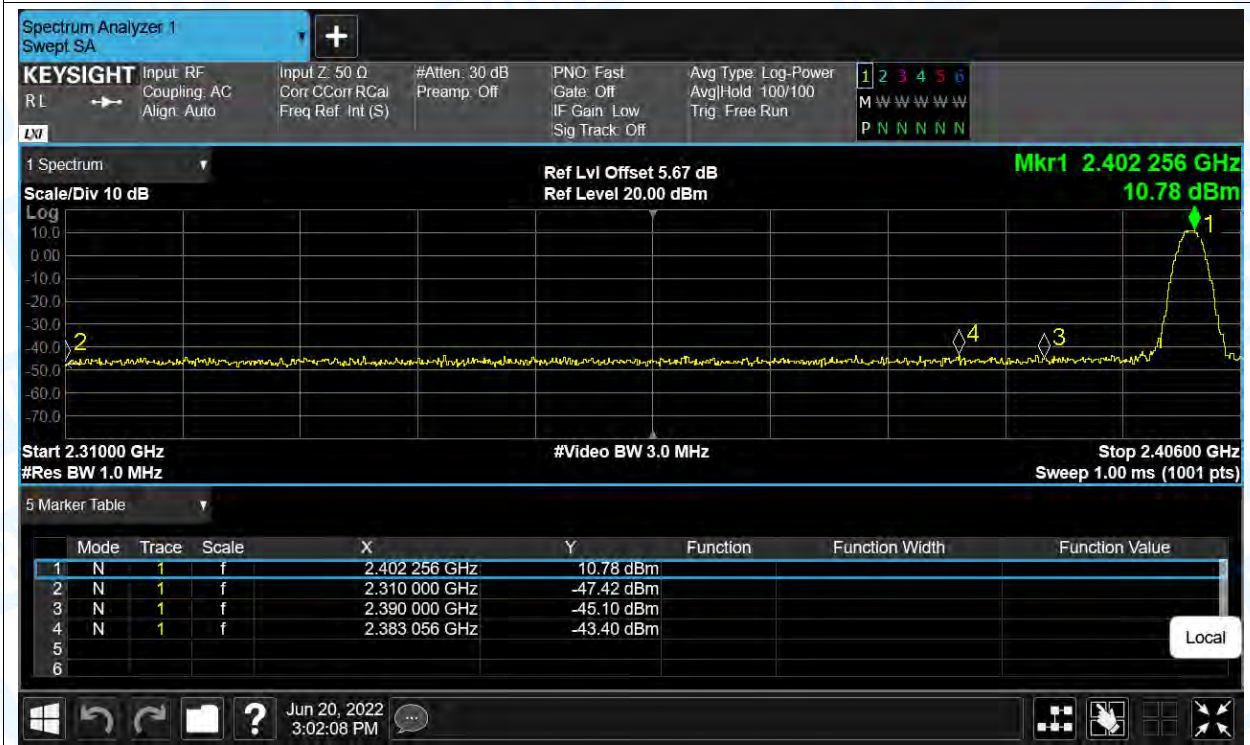 Spectrum Analyzer 1
Swept SA
+
KEYSIGHT Input: RF Input Z: 50 Ω #Atten: 30 dB PNO: Fast Avg Type: Log-Power 1 2 3 4 5 6
RL Coupling: AC Corr CCorr RCal Preamp: Off Gate: Off Avg|Hold: 100/100 M W W W W W
Align: Auto Freq Ref: Int (S) IF Gain: Low Trig: Free Run
LXI Sig Track: Off P N N N N N
1 Spectrum Ref Lvl Offset 5.67 dB Mkr1 2.402 256 GHz
Scale/Div 10 dB Ref Level 20.00 dBm 10.78 dBm
Log
10.0 1
0.00
-10.0
-20.0
-30.0
-40.0 2 4 3
-50.0
-60.0
-70.0
Start 2.31000 GHz #Video BW 3.0 MHz Stop 2.40600 GHz
#Res BW 1.0 MHz Sweep 1.00 ms (1001 pts)
5 Marker Table
Mode Trace Scale X Y Function Function Width Function Value
1 N 1 f 2.402 256 GHz 10.78 dBm
2 N 1 f 2.310 000 GHz -47.42 dBm
3 N 1 f 2.390 000 GHz -45.10 dBm
4 N 1 f 2.383 056 GHz -43.40 dBm
5
6
Local
? Jun 20, 2022
3:02:08 PM